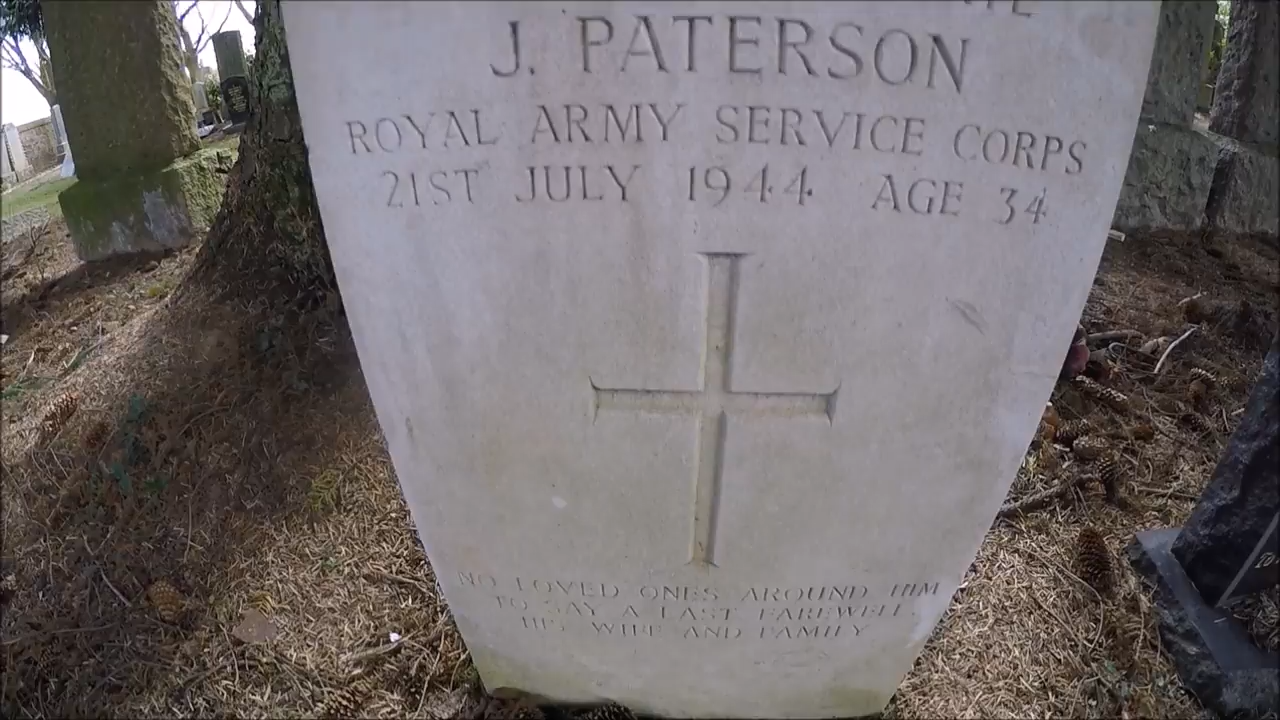 J. PATERSON
ROYAL ARMY SERVICE CORPS
21ST JULY 1944 AGE 34
NO LOVED ONES AROUND HIM
TO SAY A LAST FAREWELL
HIS WIFE AND FAMILY